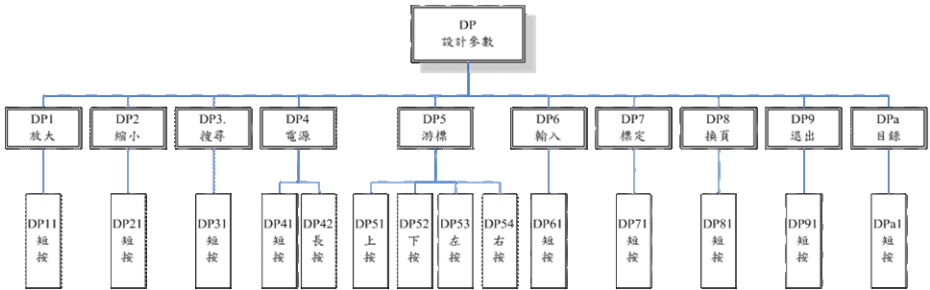 DP
設計參數
DP1
放大
DP2
縮小
DP3.
搜尋
DP4
電源
DP5
游標
DP6
輸入
DP7
標定
DP8
換頁
DP9
退出
DPa
目錄
DP11
短
按
DP21
短
按
DP31
短
按
DP41
短
按
DP42
長
按
DP51
上
按
DP52
下
按
DP53
左
按
DP54
右
按
DP61
短
按
DP71
短
按
DP81
短
按
DP91
短
按
DPa1
短
按